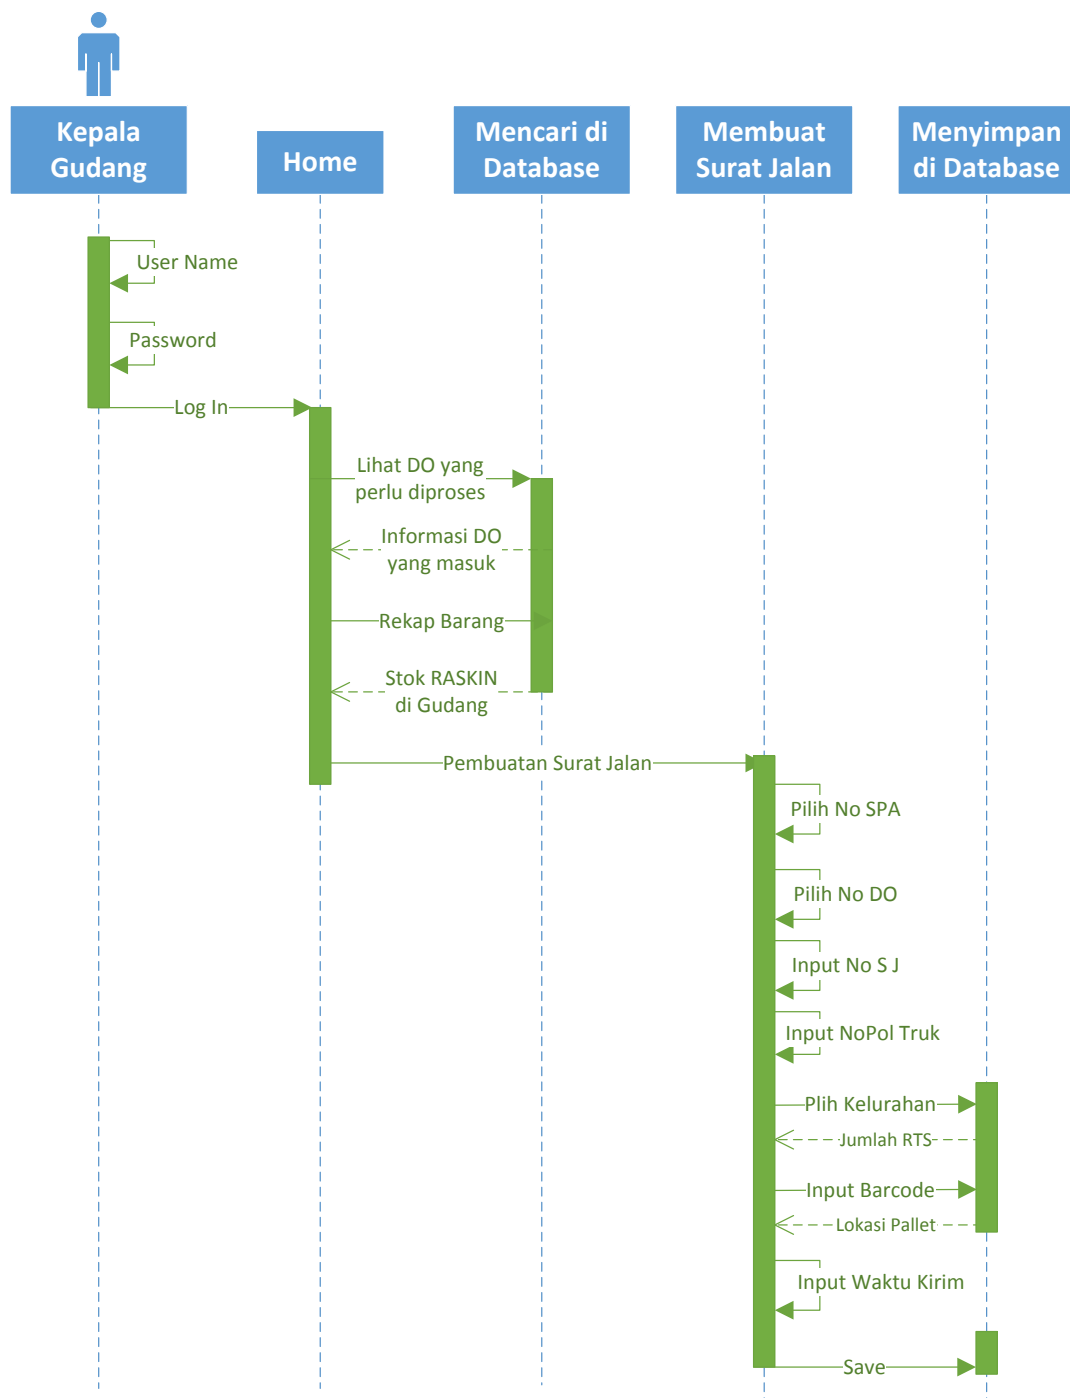 Kepala
Gudang
Home
Mencari di
Database
Membuat
Surat Jalan
Menyimpan
di Database
User Name
Password
Log In
Lihat DO yang
perlu diproses
Informasi DO
yang masuk
Rekap Barang
Stok RASKIN
di Gudang
Pembuatan Surat Jalan
Pilih No SPA
Pilih No DO
Input No S J
Input NoPol Truk
Plih Kelurahan
Jumlah RTS
Input Barcode
Lokasi Pallet
Input Waktu Kirim
Save